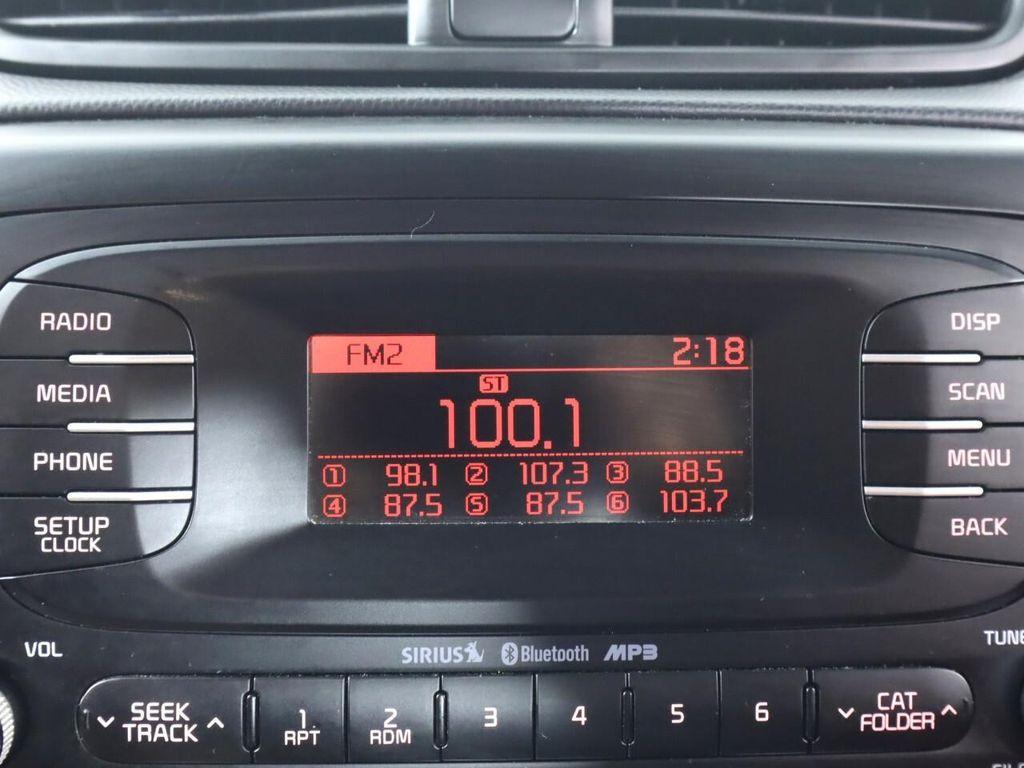 FM2 2:18
ST
100.1
1 98.1 2 107.3 3 88.5
4 87.5 5 87.5 6 103.7
RADIO
MEDIA
PHONE
SETUP
CLOCK
DISP
SCAN
MENU
BACK
VOL
SIRIUS Bluetooth MP3
TUNE
SEEK
TRACK
1
RPT
2
RDM
3
4
5
6
CAT
FOLDER